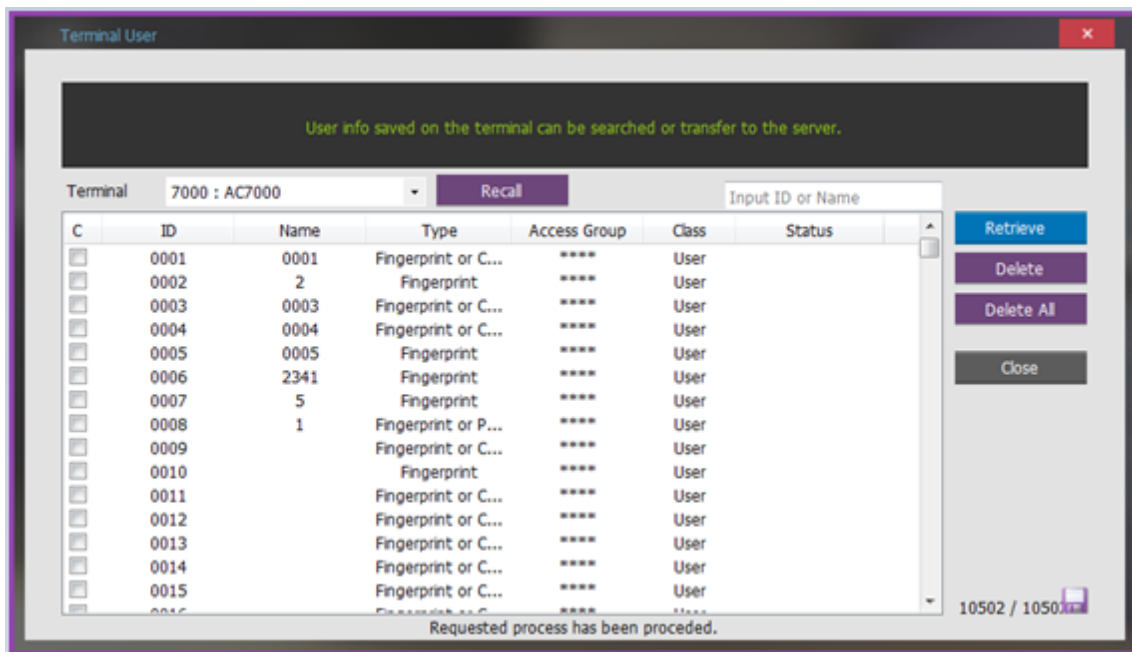 Terminal User
User info saved on the terminal can be searched or transfer to the server.
Terminal 7000 : AC7000 Recall Input ID or Name
C ID Name Type Access Group Class Status
0001 0001 Fingerprint or C... **** User
0002 2 Fingerprint **** User
0003 0003 Fingerprint or C... **** User
0004 0004 Fingerprint or C... **** User
0005 0005 Fingerprint **** User
0006 2341 Fingerprint **** User
0007 5 Fingerprint **** User
0008 1 Fingerprint or P... **** User
0009 Fingerprint or C... **** User
0010 Fingerprint **** User
0011 Fingerprint or C... **** User
0012 Fingerprint or C... **** User
0013 Fingerprint or C... **** User
0014 Fingerprint or C... **** User
0015 Fingerprint or C... **** User
Retrieve
Delete
Delete All
Close
10502 /
Requested process has been proceded.